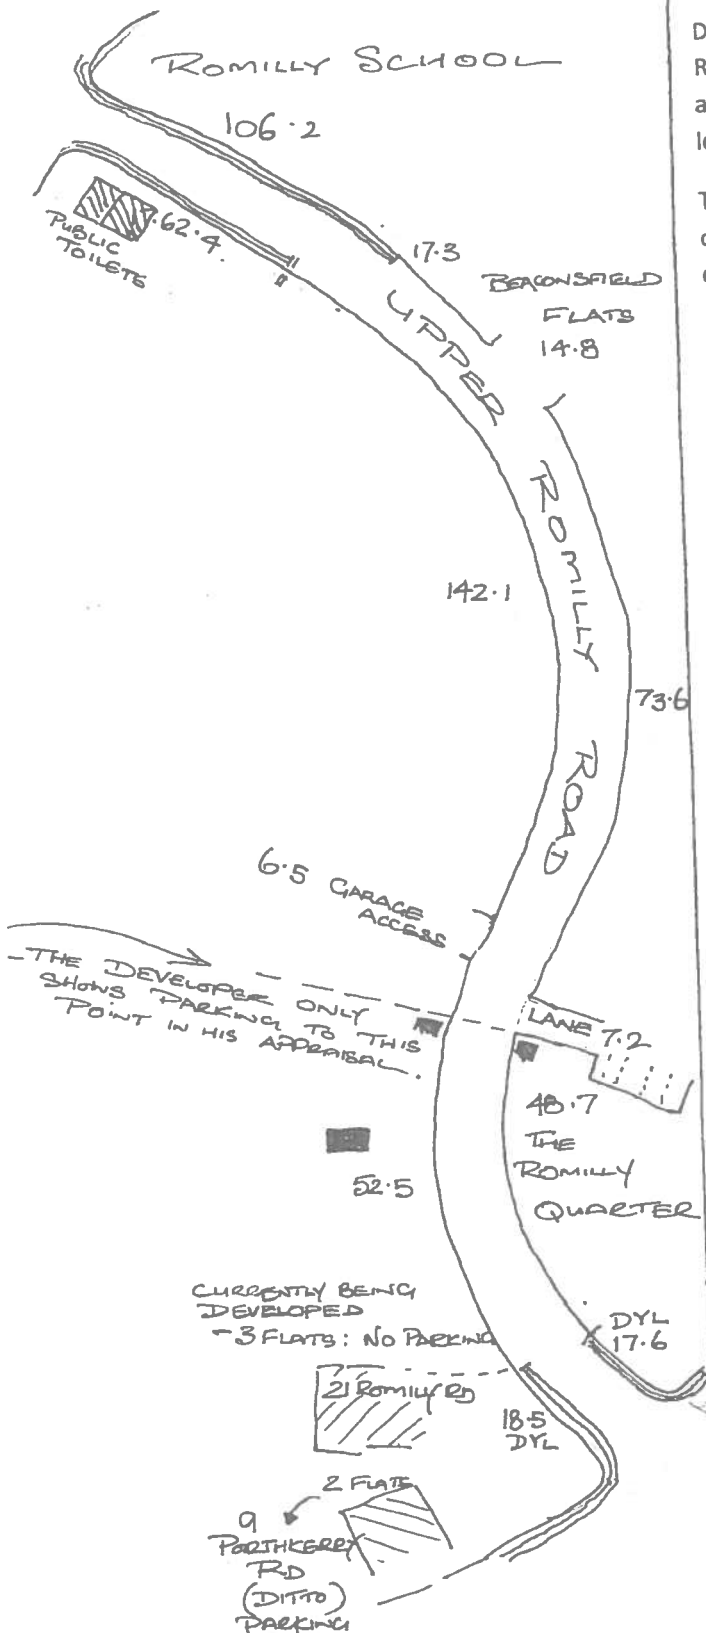 ROMILLY SCHOOL
106.2
PUBLIC
TOILETS
62.4
17.3
BEACONSFIELD
FLATS
14.8
UPPER
ROMILLY
ROAD
142.1
73.6
6.5 GARAGE
ACCESS
- THE DEVELOPER ONLY
SHOWS PARKING TO THIS
POINT IN HIS APPRAISAL.
LANE 7.2
48.7
THE
ROMILLY
QUARTER
52.5
CURRENTLY BEING
DEVELOPED
- 3 FLATS: NO PARKING
DYL
17.6
21 ROMILLY RD
18.5
DYL
2 FLATS
9
PORTHKERRY
RD
(DITTO)
PARKING